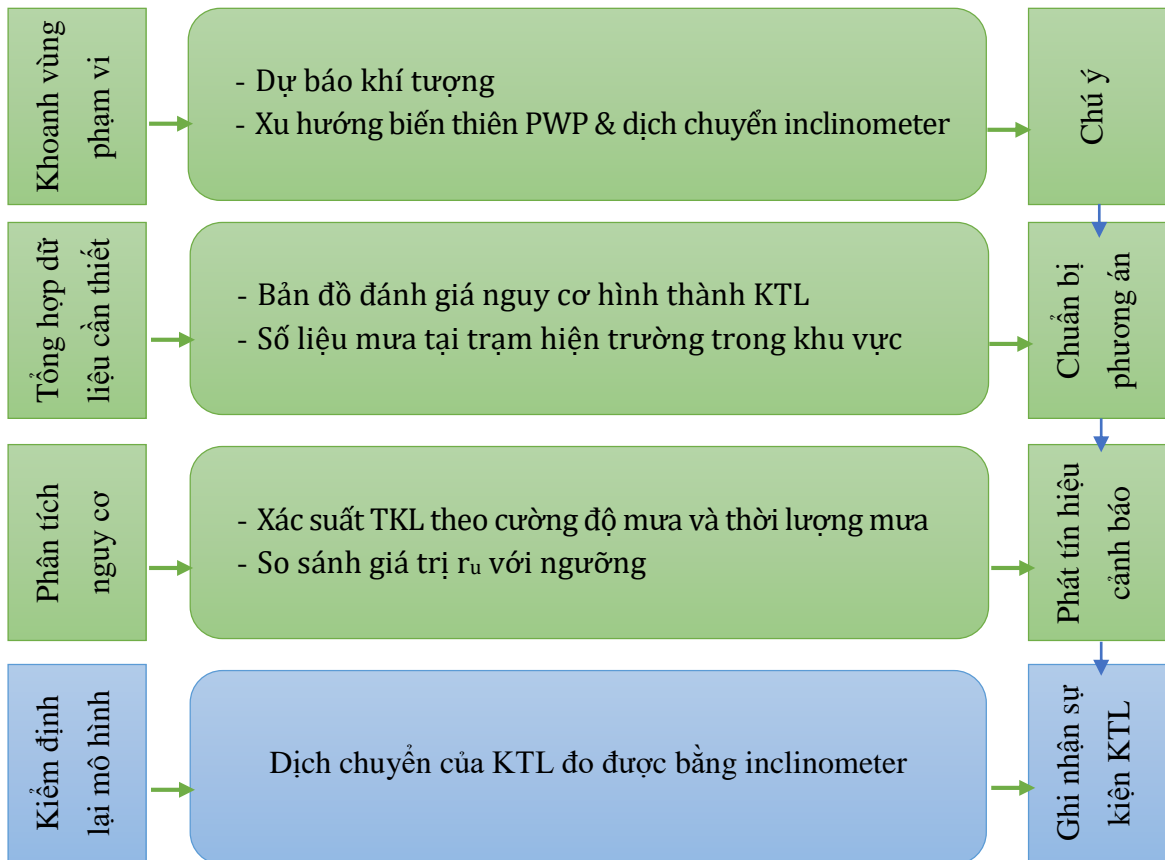 Khoanh vùng
phạm vi
- Dự báo khí tượng
- Xu hướng biến thiên PWP & dịch chuyển inclinometer
Chú ý
Tổng hợp dữ
liệu cần thiết
- Bản đồ đánh giá nguy cơ hình thành KTL
- Số liệu mưa tại trạm hiện trường trong khu vực
Chuẩn bị
phương án
Phân tích
nguy cơ
- Xác suất TKL theo cường độ mưa và thời lượng mưa
- So sánh giá trị rᵤ với ngưỡng
Phát tín hiệu
cảnh báo
Kiểm định
lại mô hình
Dịch chuyển của KTL đo được bằng inclinometer
Ghi nhận sự
kiện KTL